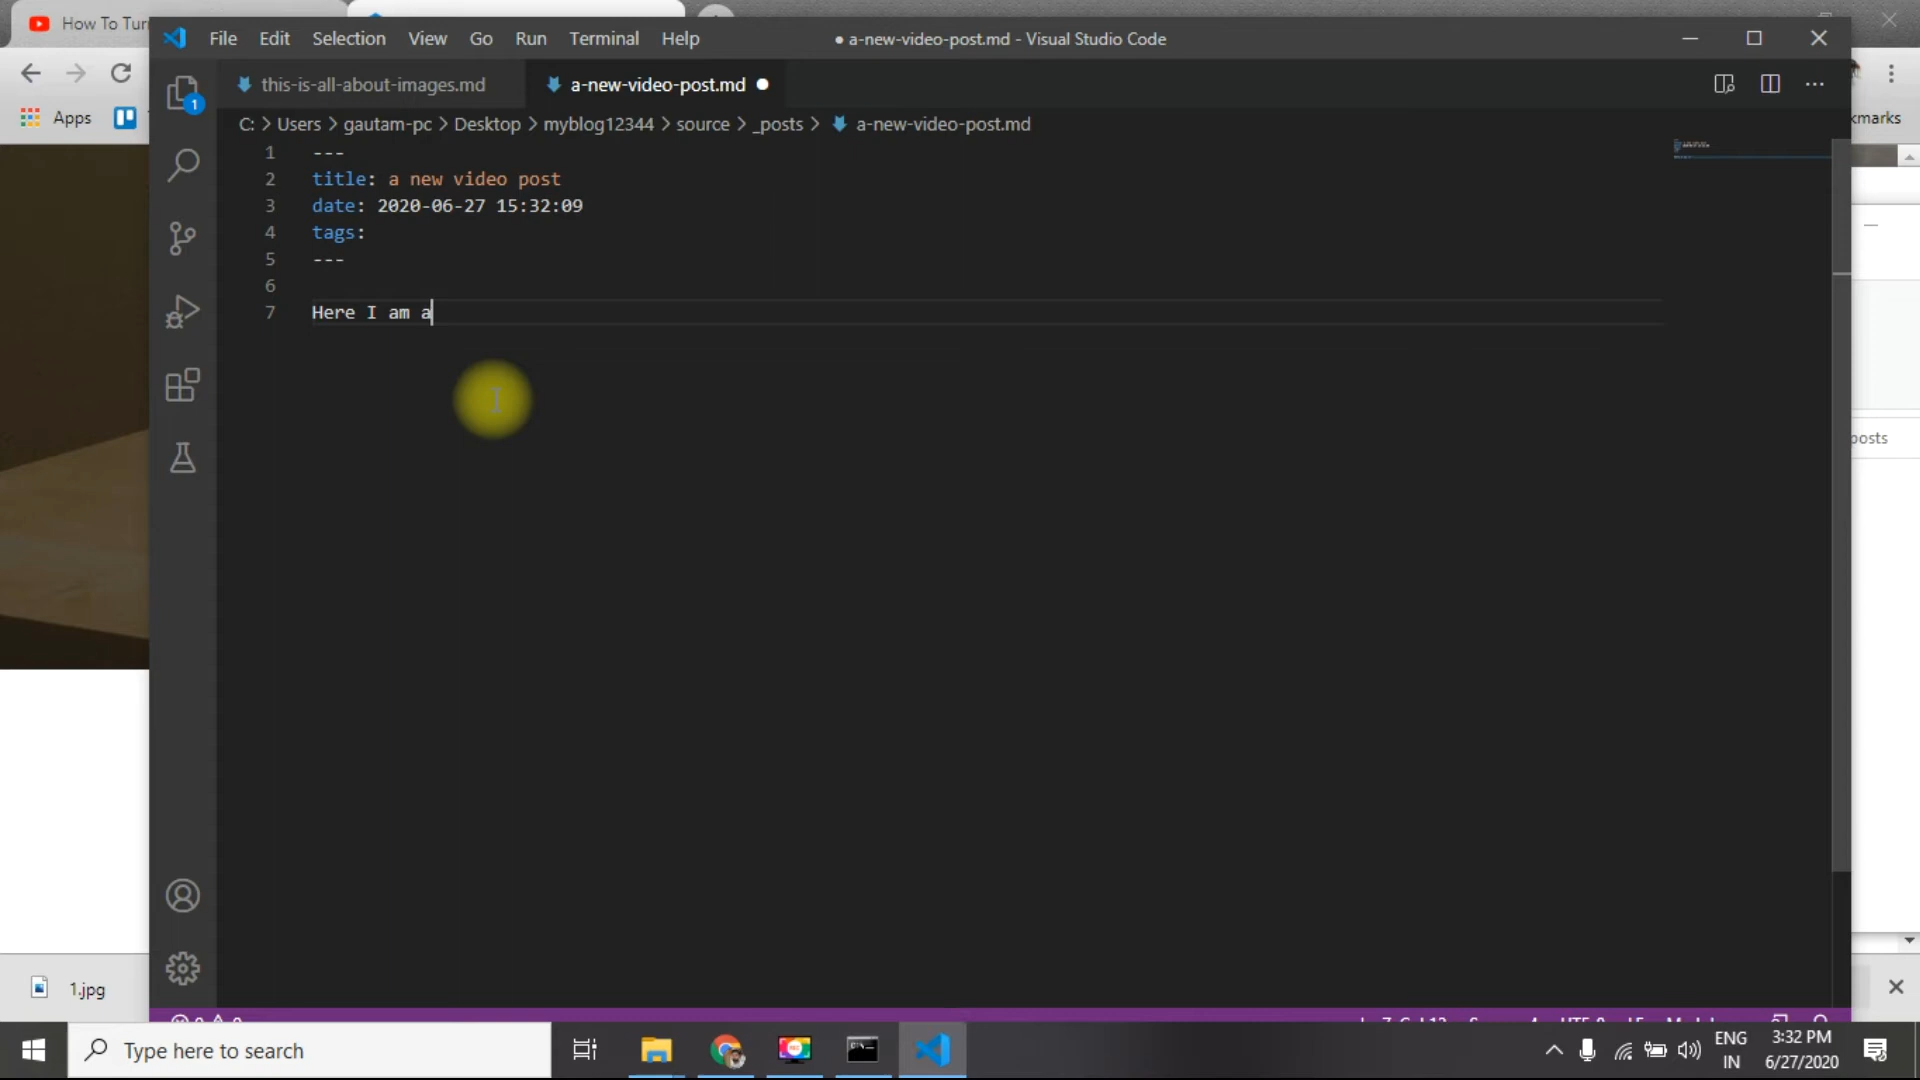 How To Tur
File Edit Selection View Go Run Terminal Help
● a-new-video-post.md - Visual Studio Code
this-is-all-about-images.md
a-new-video-post.md ●
1
Apps
kmarks
C: > Users > gautam-pc > Desktop > myblog12344 > source > _posts > a-new-video-post.md
1 ---
2 title: a new video post
3 date: 2020-06-27 15:32:09
4 tags:
5 ---
6
7 Here I am a
posts
1.jpg
Type here to search
ENG
IN
3:32 PM
6/27/2020